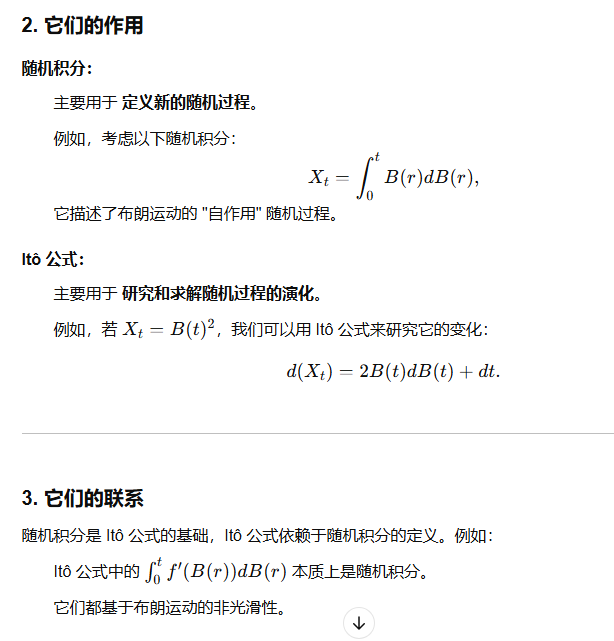 2. 它们的作用
随机积分：
主要用于 定义新的随机过程。
例如，考虑以下随机积分：
X_t = ∫_0^t B(r)dB(r),
它描述了布朗运动的 "自作用" 随机过程。
Itô 公式：
主要用于 研究和求解随机过程的演化。
例如，若 X_t = B(t)^2，我们可以用 Itô 公式来研究它的变化：
d(X_t) = 2B(t)dB(t) + dt.
3. 它们的联系
随机积分是 Itô 公式的基础，Itô 公式依赖于随机积分的定义。例如：
Itô 公式中的 ∫_0^t f′(B(r))dB(r) 本质上是随机积分。
它们都基于布朗运动的非光滑性。